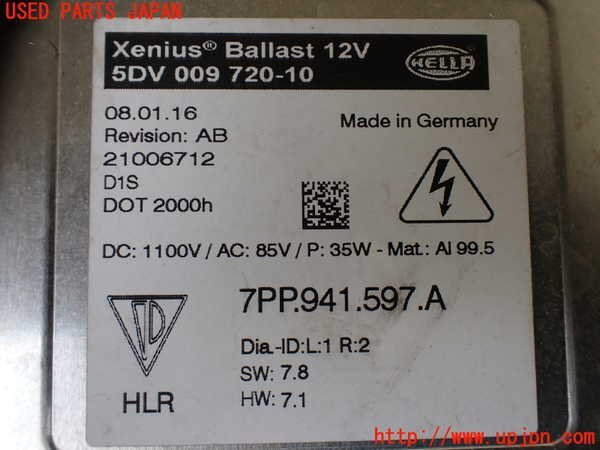 USED PARTS JAPAN
Xenius® Ballast 12V
5DV 009 720-10
HELLA
08.01.16
Made in Germany
Revision: AB
21006712
D1S
DOT 2000h
DC: 1100V / AC: 85V / P: 35W - Mat.: Al 99.5
7PP.941.597.A
Dia.-ID:L:1 R:2
SW: 7.8
HLR
HW: 7.1
http://www.upjpn.com